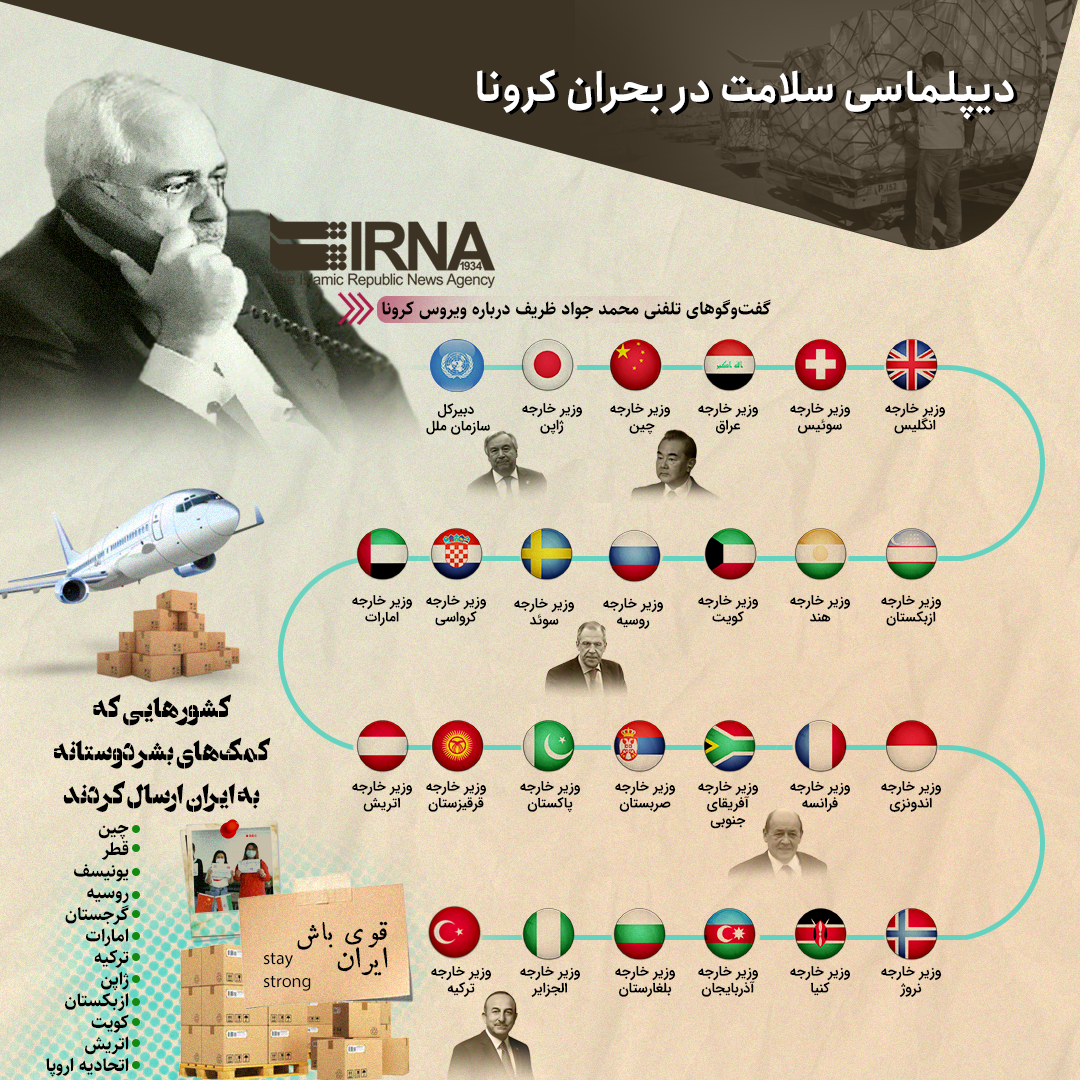 دیپلماسی سلامت در بحران کرونا
IRNA
1934
Islamic Republic News Agency
گفت‌وگوهای تلفنی محمد جواد ظریف درباره ویروس کرونا
وزیر خارجه
انگلیس
وزیر خارجه
سوئیس
وزیر خارجه
عراق
وزیر خارجه
چین
وزیر خارجه
ژاپن
دبیرکل
سازمان ملل
وزیر خارجه
ازبکستان
وزیر خارجه
هند
وزیر خارجه
کویت
وزیر خارجه
روسیه
وزیر خارجه
سوئد
وزیر خارجه
کرواسی
وزیر خارجه
امارات
وزیر خارجه
اندونزی
وزیر خارجه
فرانسه
وزیر خارجه
آفریقای
جنوبی
وزیر خارجه
صربستان
وزیر خارجه
پاکستان
وزیر خارجه
قرقیزستان
وزیر خارجه
اتریش
وزیر خارجه
نروژ
وزیر خارجه
کنیا
وزیر خارجه
آذربایجان
وزیر خارجه
بلغارستان
وزیر خارجه
الجزایر
وزیر خارجه
ترکیه
کشورهایی که
کمک‌های بشردوستانه
به ایران ارسال کردند
چین
قطر
یونیسف
روسیه
گرجستان
امارات
ترکیه
ژاپن
ازبکستان
کویت
اتریش
اتحادیه اروپا
قوی باش
ایران
stay
strong